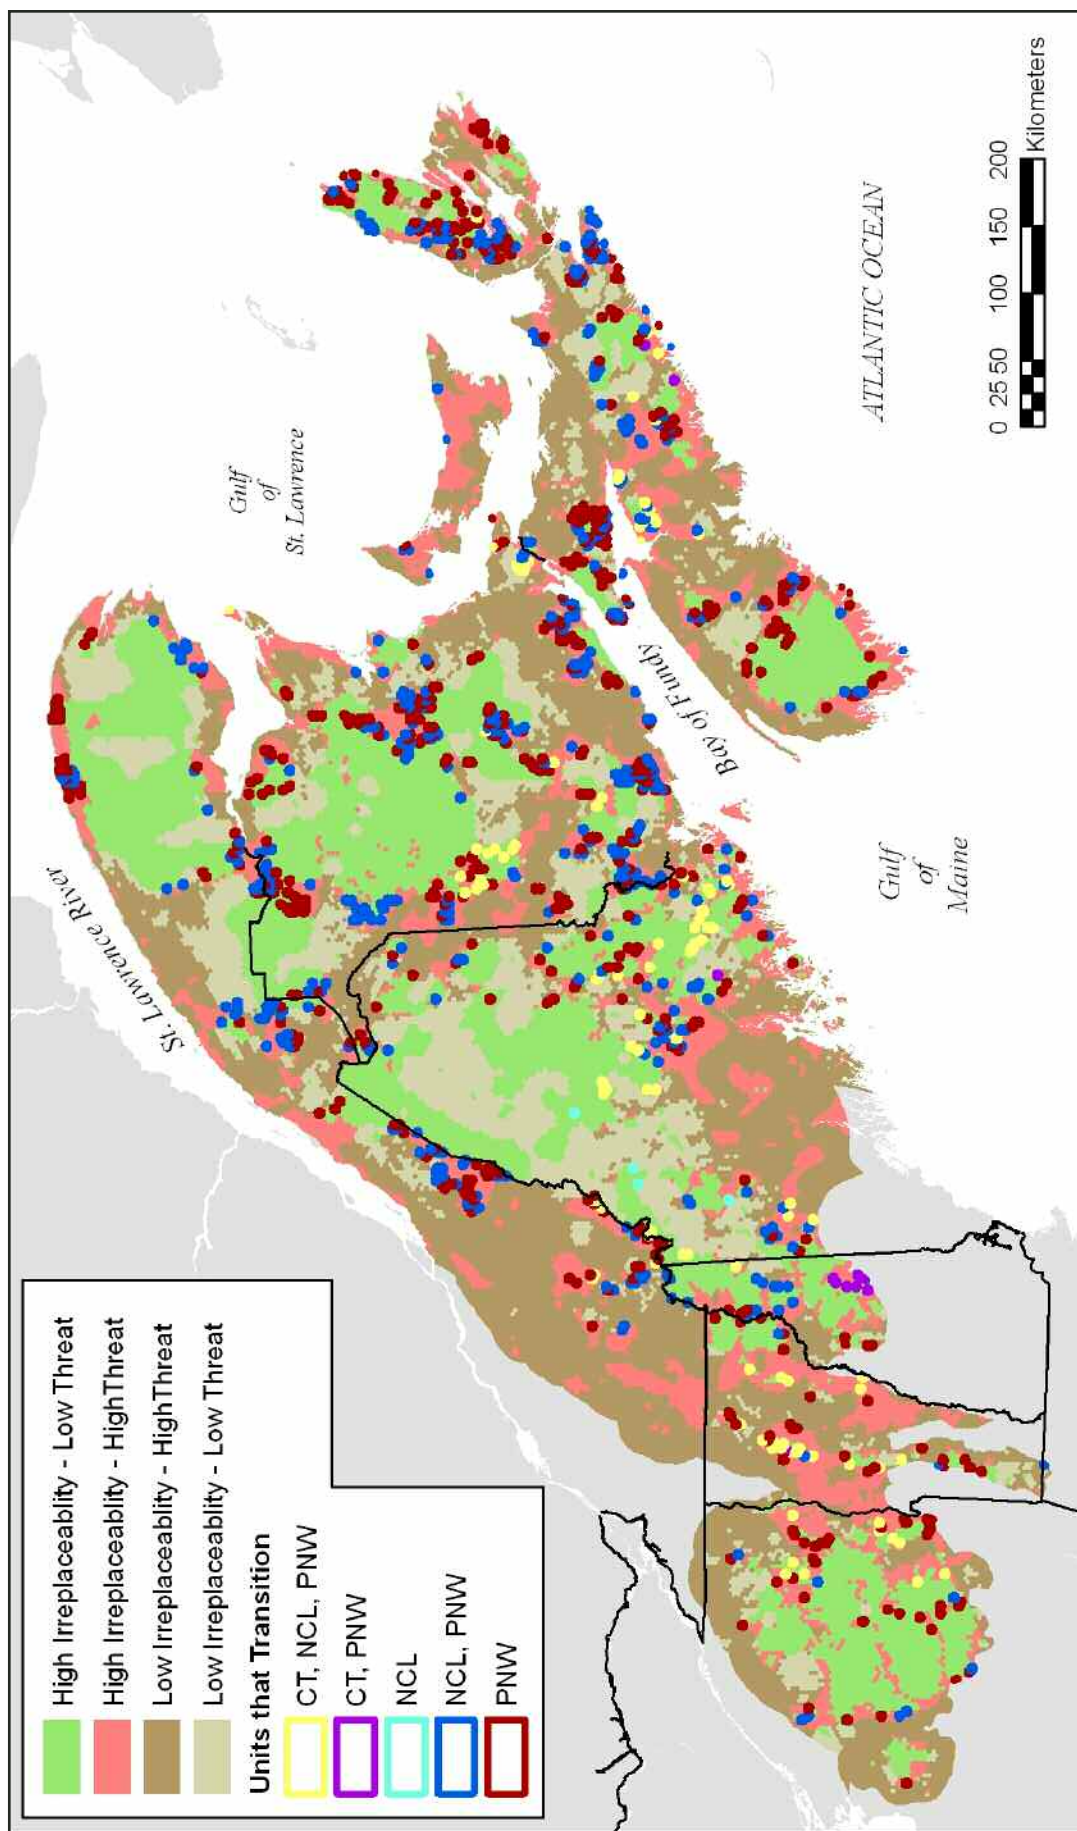 High Irreplaceablity - Low Threat
High Irreplaceablity - HighThreat
Low Irreplaceablity - HighThreat
Low Irreplaceablity - Low Threat
Units that Transition
CT, NCL, PNW
CT, PNW
NCL
NCL, PNW
PNW
St. Lawrence River
Gulf
of
St. Lawrence
Bay of Fundy
Gulf
of
Maine
ATLANTIC OCEAN
0 25 50 100 150 200
Kilometers